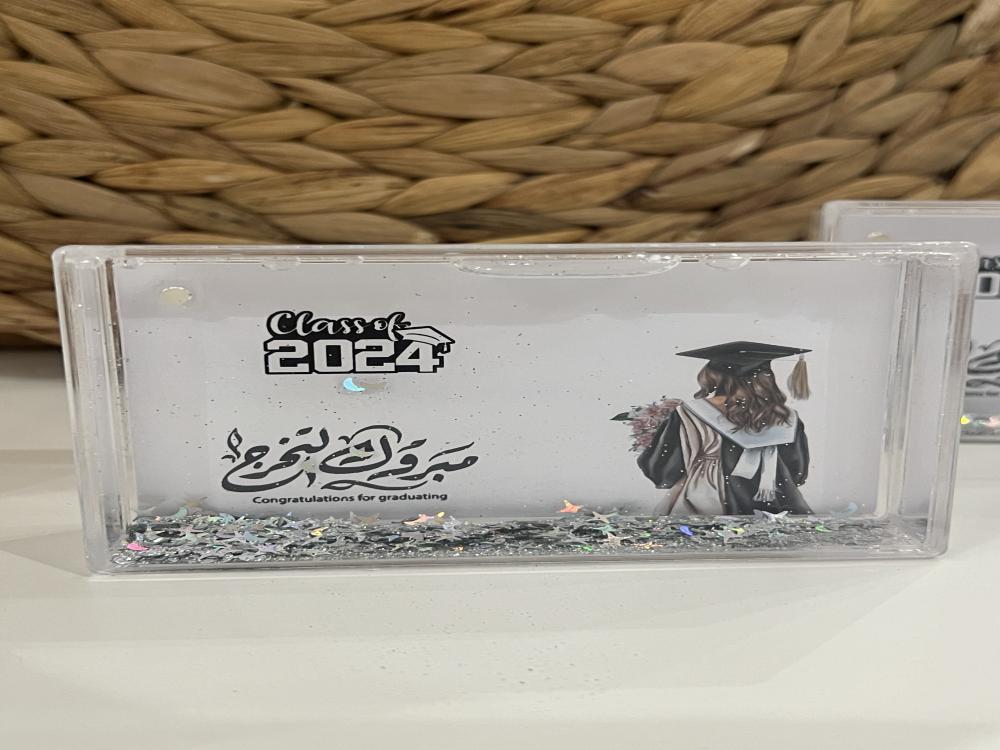 Class of
2024
مبروك التخرج
Congratulations for graduating